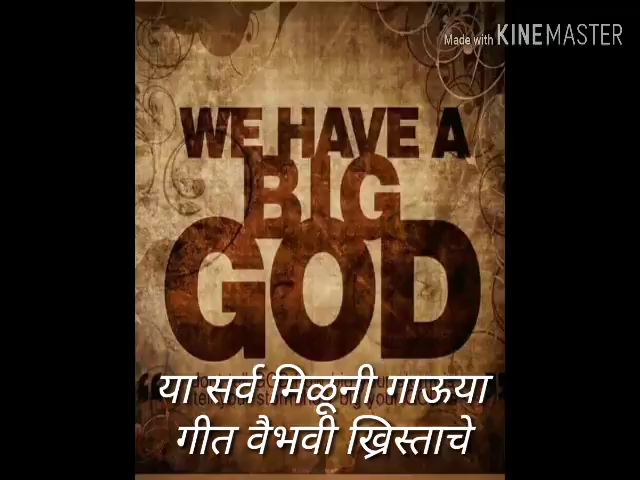 Made with KINEMASTER
WE HAVE A
BIG
GOD
या सर्व मिळूनी गाऊया
गीत वैभवी ख्रिस्ताचे